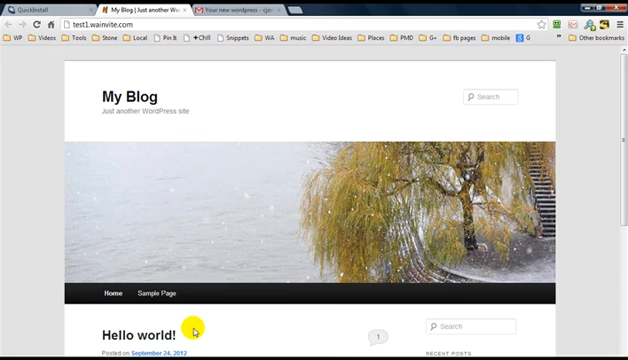 QuickInstall
My Blog | Just another Wo
Your new wordpress - cjw
test1.wainvite.com
WP
Videos
Tools
Stone
Local
Pin It
+Chill
Snippets
WA
music
Video Ideas
Places
PMD
G+
fb pages
mobile
G
Other bookmarks
My Blog
Just another WordPress site
Search
Home
Sample Page
Hello world!
1
Search
Posted on September 24, 2012
RECENT POSTS